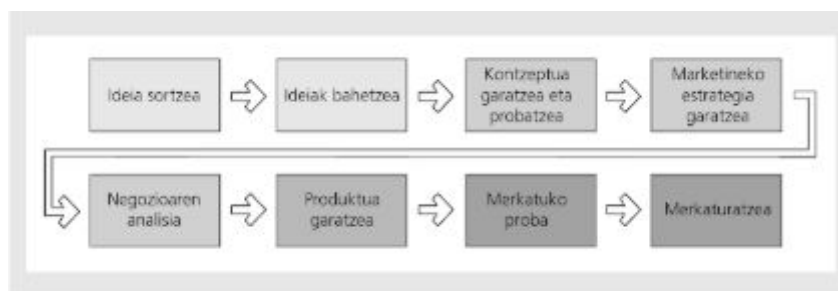 Ideia sortzea
Ideiak bahetzea
Kontzeptua
garatzea eta
probatzea
Marketineko
estrategia
garatzea
Negozioaren
analisia
Produktua
garatzea
Merkatuko
proba
Merkaturatzea